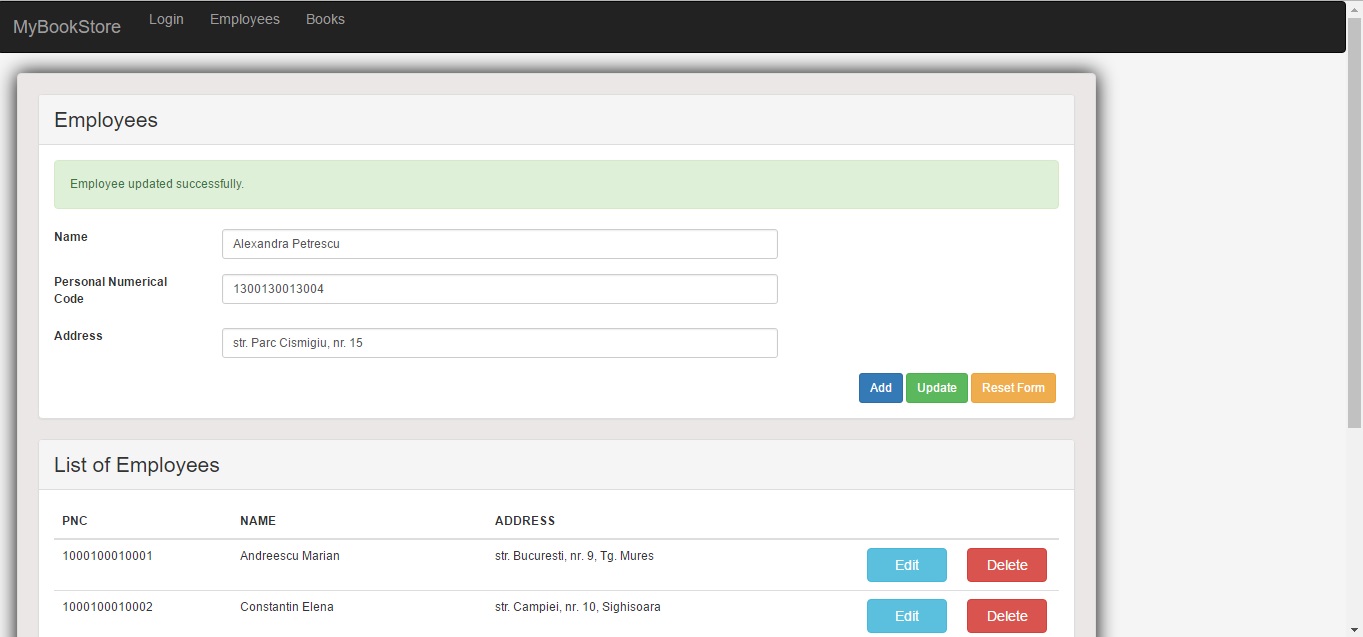 MyBookStore Login Employees Books
Employees
Employee updated successfully.
Name Alexandra Petrescu
Personal Numerical
Code 1300130013004
Address str. Parc Cismigiu, nr. 15
Add Update Reset Form
List of Employees
PNC NAME ADDRESS
1000100010001 Andreescu Marian str. Bucuresti, nr. 9, Tg. Mures Edit Delete
1000100010002 Constantin Elena str. Campiei, nr. 10, Sighisoara Edit Delete